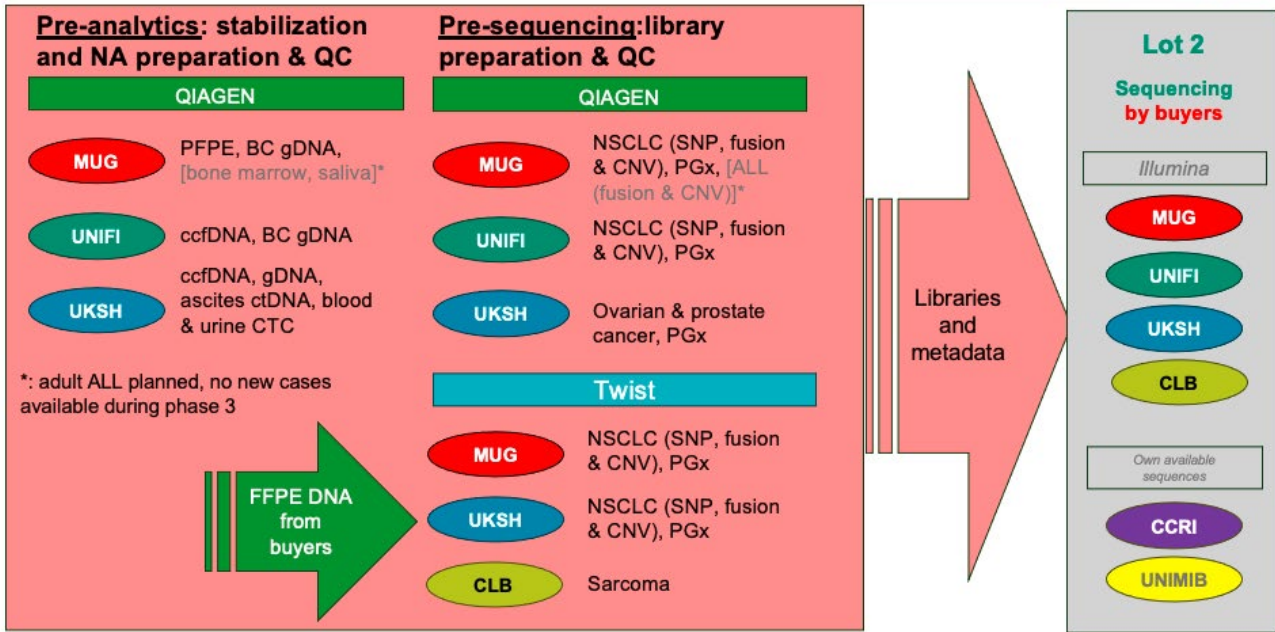 Pre-analytics: stabilization
and NA preparation & QC
QIAGEN
MUG
PFPE, BC gDNA,
[bone marrow, saliva]*
UNIFI
ccfDNA, BC gDNA
UKSH
ccfDNA, gDNA,
ascites ctDNA, blood
& urine CTC
*: adult ALL planned, no new cases
available during phase 3
FFPE DNA
from
buyers
Pre-sequencing:library
preparation & QC
QIAGEN
MUG
NSCLC (SNP, fusion
& CNV), PGx, [ALL
(fusion & CNV)]*
UNIFI
NSCLC (SNP, fusion
& CNV), PGx
UKSH
Ovarian & prostate
cancer, PGx
Twist
MUG
NSCLC (SNP, fusion
& CNV), PGx
UKSH
NSCLC (SNP, fusion
& CNV), PGx
CLB
Sarcoma
Libraries
and
metadata
Lot 2
Sequencing
by buyers
Illumina
MUG
UNIFI
UKSH
CLB
Own available
sequences
CCRI
UNIMIB